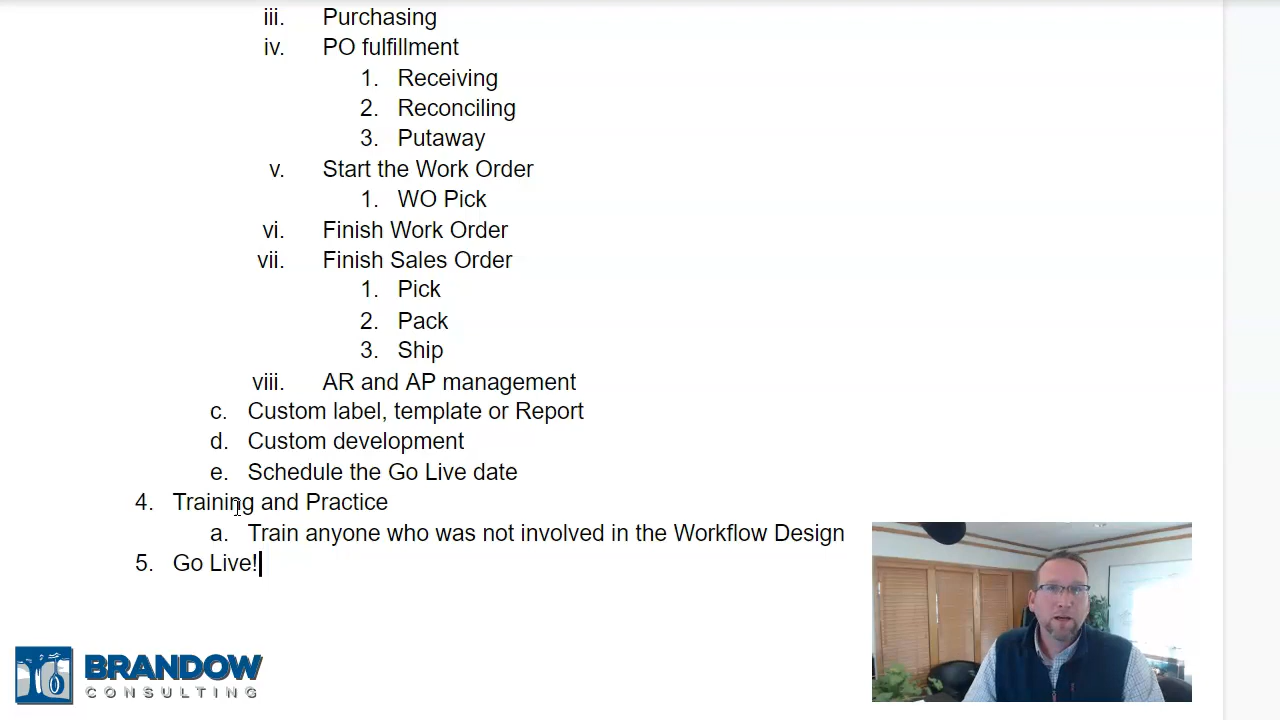 iii. Purchasing
iv. PO fulfillment
1. Receiving
2. Reconciling
3. Putaway
v. Start the Work Order
1. WO Pick
vi. Finish Work Order
vii. Finish Sales Order
1. Pick
2. Pack
3. Ship
viii. AR and AP management
c. Custom label, template or Report
d. Custom development
e. Schedule the Go Live date
4. Training and Practice
a. Train anyone who was not involved in the Workflow Design
5. Go Live!
BRANDOW
CONSULTING